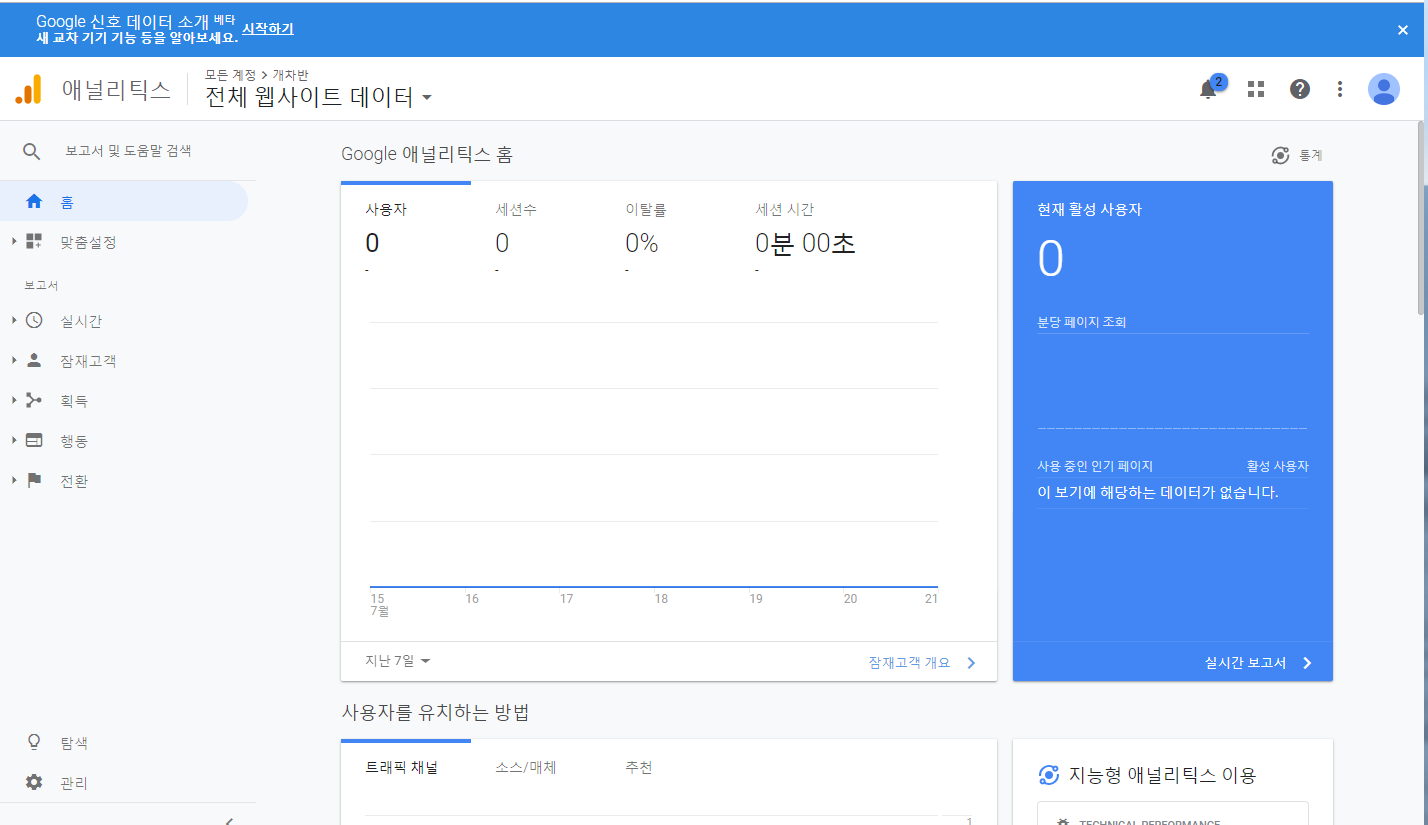 Google 신호 데이터 소개 베타
새 교차 기기 기능 등을 알아보세요. 시작하기
애널리틱스
모든 계정 > 개차반
전체 웹사이트 데이터
2
보고서 및 도움말 검색
홈
맞춤설정
보고서
실시간
잠재고객
획득
행동
전환
탐색
관리
Google 애널리틱스 홈
통계
사용자 세션수 이탈률 세션 시간
0 0 0% 0분 00초
- - - -
15 16 17 18 19 20 21
7월
지난 7일
잠재고객 개요
현재 활성 사용자
0
분당 페이지 조회
사용 중인 인기 페이지 활성 사용자
이 보기에 해당하는 데이터가 없습니다.
실시간 보고서
사용자를 유치하는 방법
트래픽 채널 소스/매체 추천
1
지능형 애널리틱스 이용
TECHNICAL PERFORMANCE